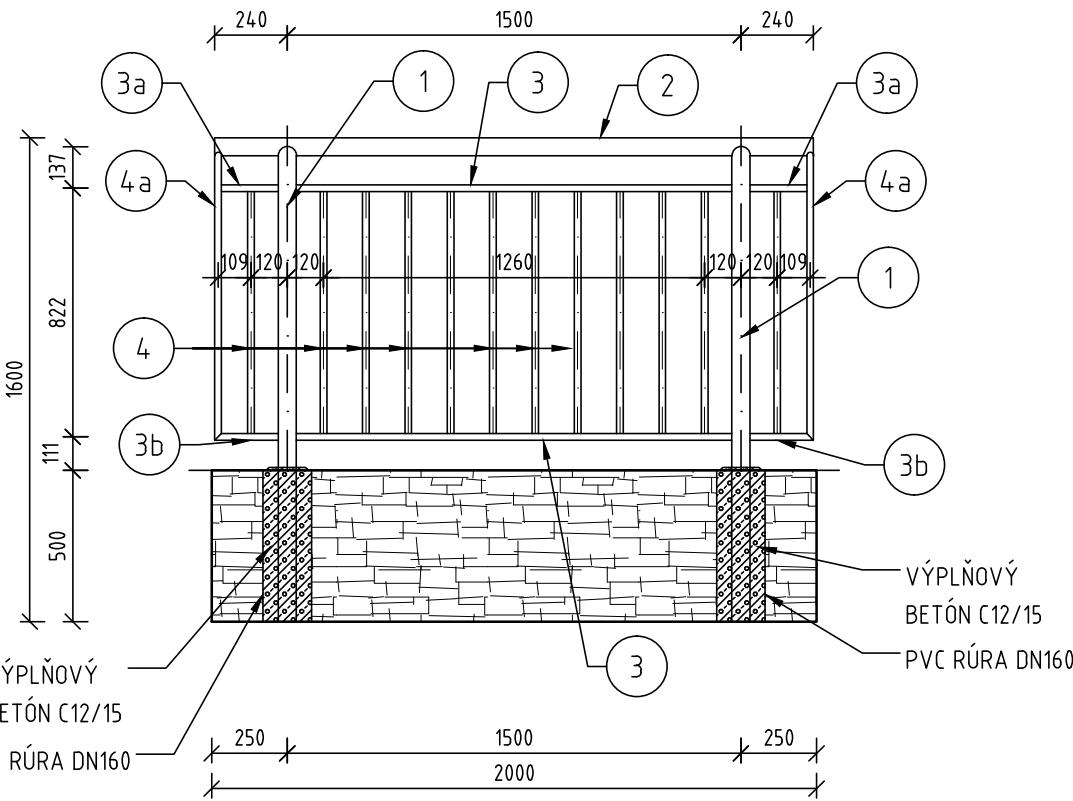 240 1500 240
3a 1 3 2 3a
137
4a 4a
109 120 120 1260 120 120 109
1
822
1600
4
3b 3b
111
500
VÝPLŇOVÝ
BETÓN C12/15
PVC RÚRA DN160
3
ÝPLŇOVÝ
ETÓN C12/15
RÚRA DN160
250 1500 250
2000